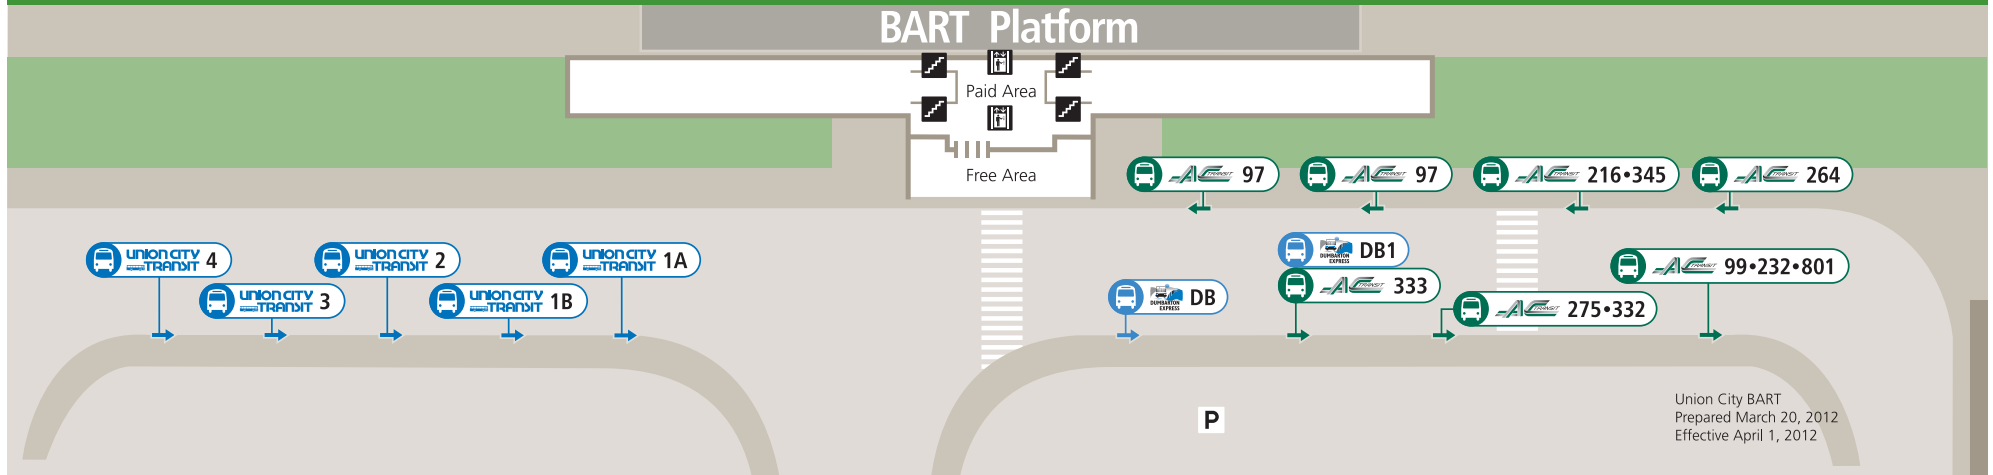 BART Platform
Paid Area
Free Area
AC TRANSIT 97
AC TRANSIT 97
AC TRANSIT 216•345
AC TRANSIT 264
UNION CITY TRANSIT 4
UNION CITY TRANSIT 2
UNION CITY TRANSIT 1A
DUMBARTON EXPRESS DB1
AC TRANSIT 99•232•801
UNION CITY TRANSIT 3
UNION CITY TRANSIT 1B
DUMBARTON EXPRESS DB
AC TRANSIT 333
AC TRANSIT 275•332
P
Union City BART
Prepared March 20, 2012
Effective April 1, 2012